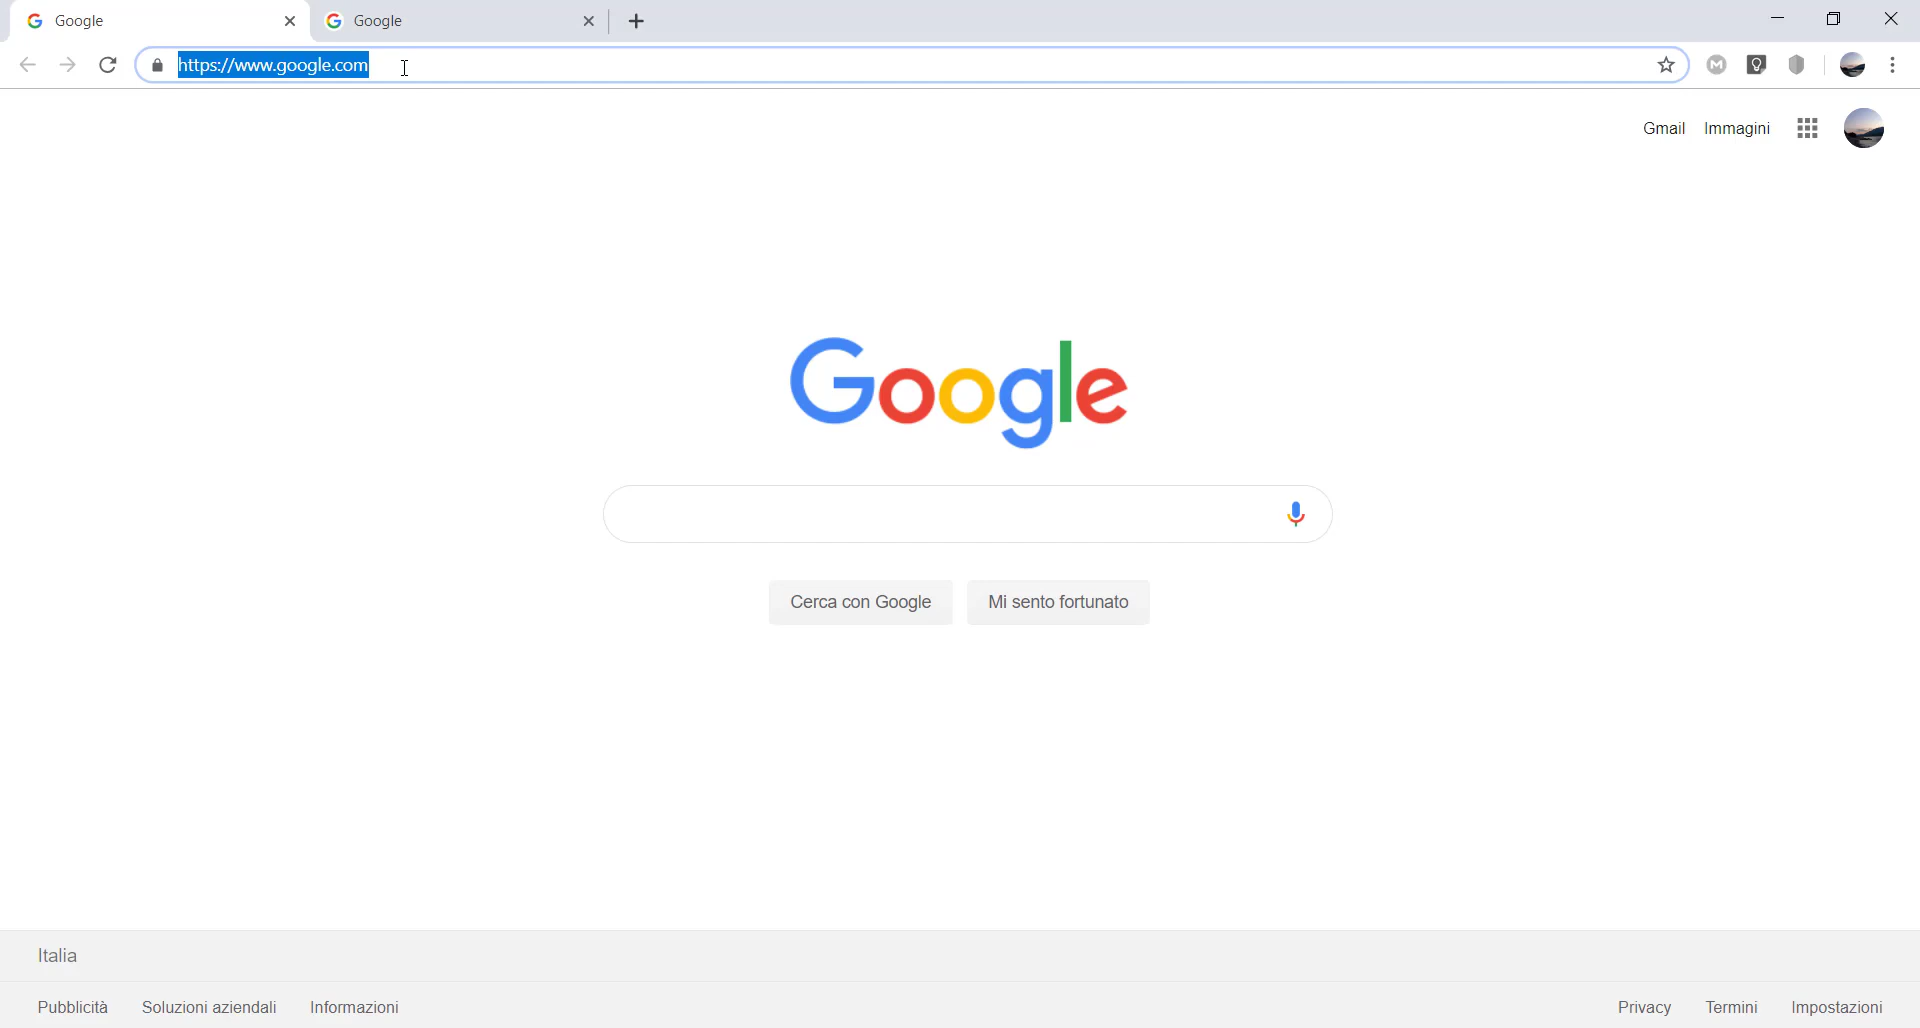 Google Google
https://www.google.com
Gmail Immagini
Google
Cerca con Google Mi sento fortunato
Italia
Pubblicità Soluzioni aziendali Informazioni Privacy Termini Impostazioni